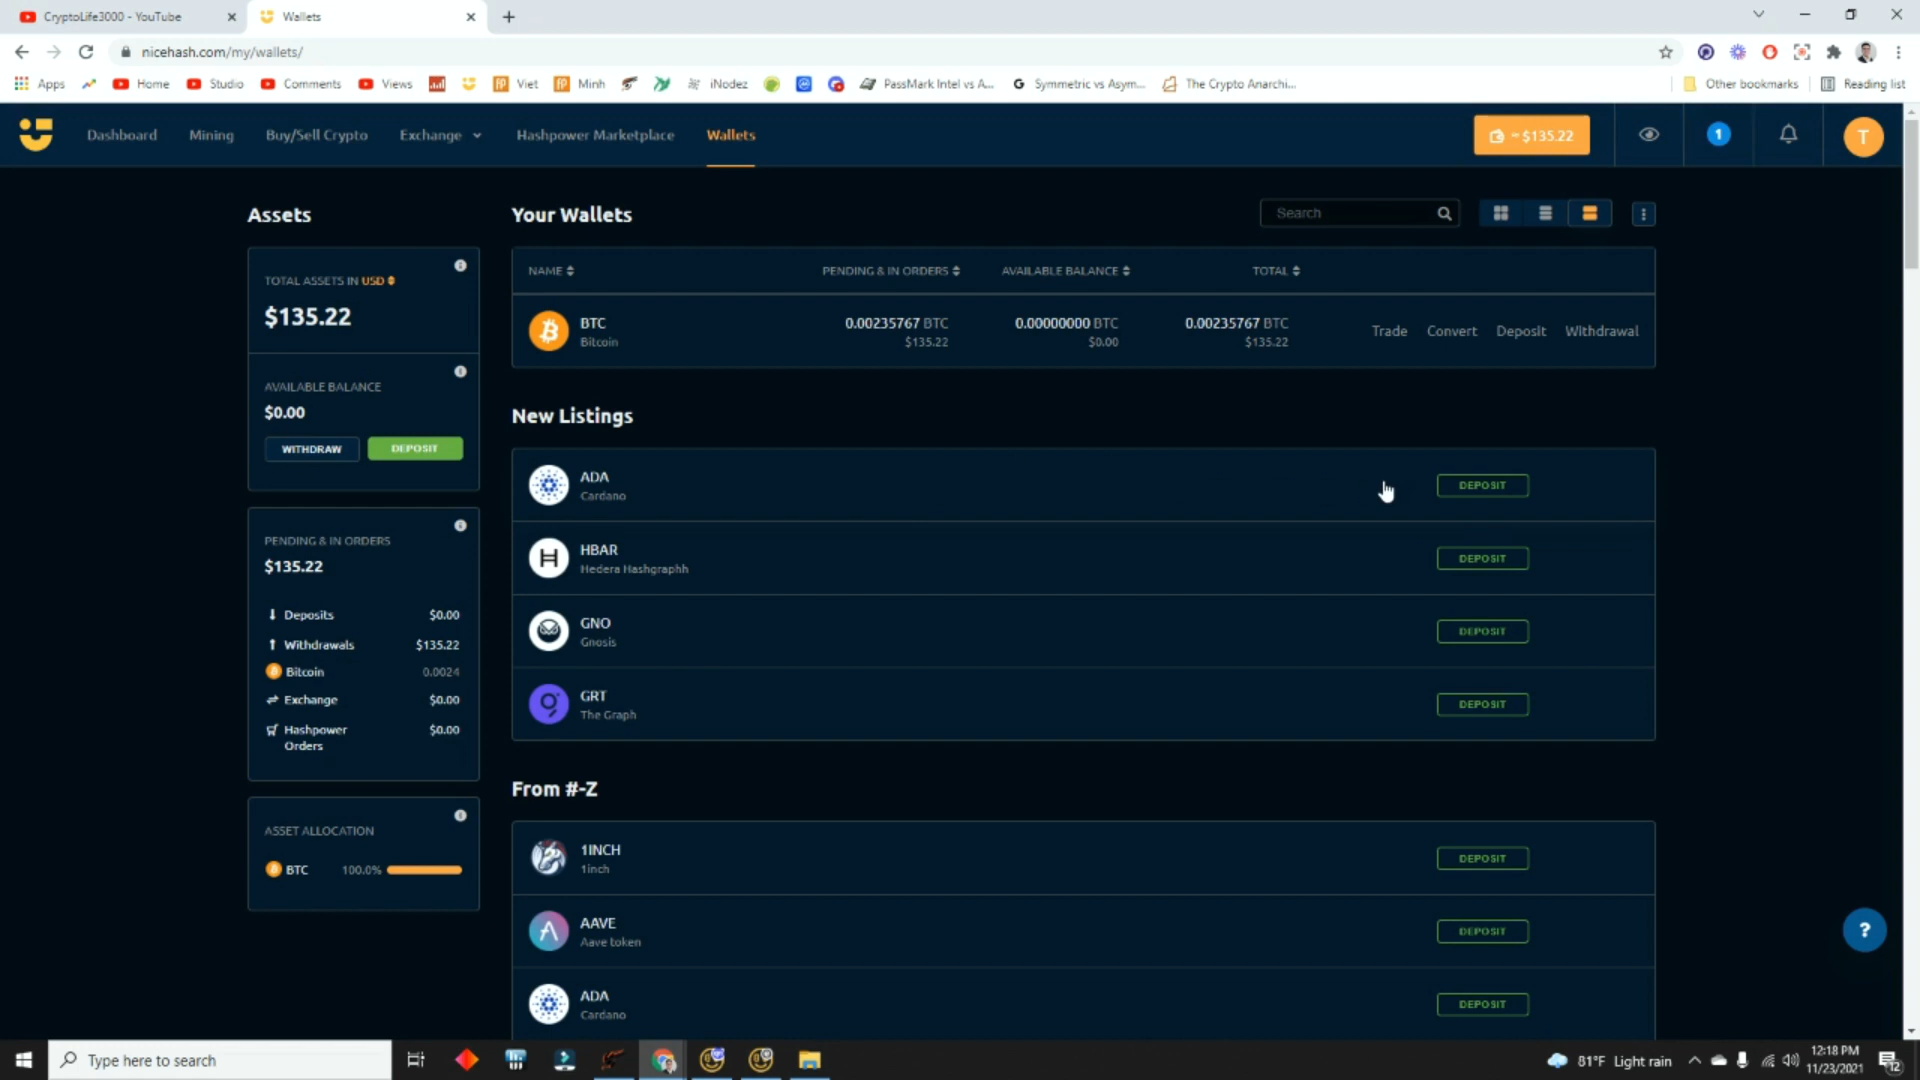 CryptoLife3000 - YouTube
Wallets
nicehash.com/my/wallets/
Apps
Home
Studio
Comments
Views
Viet
Minh
iNodez
PassMark Intel vs A...
Symmetric vs Asym...
The Crypto Anarchi...
Other bookmarks
Reading list
Dashboard
Mining
Buy/Sell Crypto
Exchange
Hashpower Marketplace
Wallets
≈ $135.22
1
T
Assets
TOTAL ASSETS IN USD
$135.22
AVAILABLE BALANCE
$0.00
WITHDRAW
DEPOSIT
PENDING & IN ORDERS
$135.22
Deposits $0.00
Withdrawals $135.22
Bitcoin 0.0024
Exchange $0.00
Hashpower $0.00
Orders
ASSET ALLOCATION
BTC 100.0%
Your Wallets
Search
NAME PENDING & IN ORDERS AVAILABLE BALANCE TOTAL
BTC 0.00235767 BTC 0.00000000 BTC 0.00235767 BTC
Bitcoin $135.22 $0.00 $135.22
Trade Convert Deposit Withdrawal
New Listings
ADA
Cardano
DEPOSIT
HBAR
Hedera Hashgraphh
DEPOSIT
GNO
Gnosis
DEPOSIT
GRT
The Graph
DEPOSIT
From #-Z
1INCH
1inch
DEPOSIT
AAVE
Aave token
DEPOSIT
ADA
Cardano
DEPOSIT
?
Type here to search
81°F Light rain
12:18 PM
11/23/2021
12